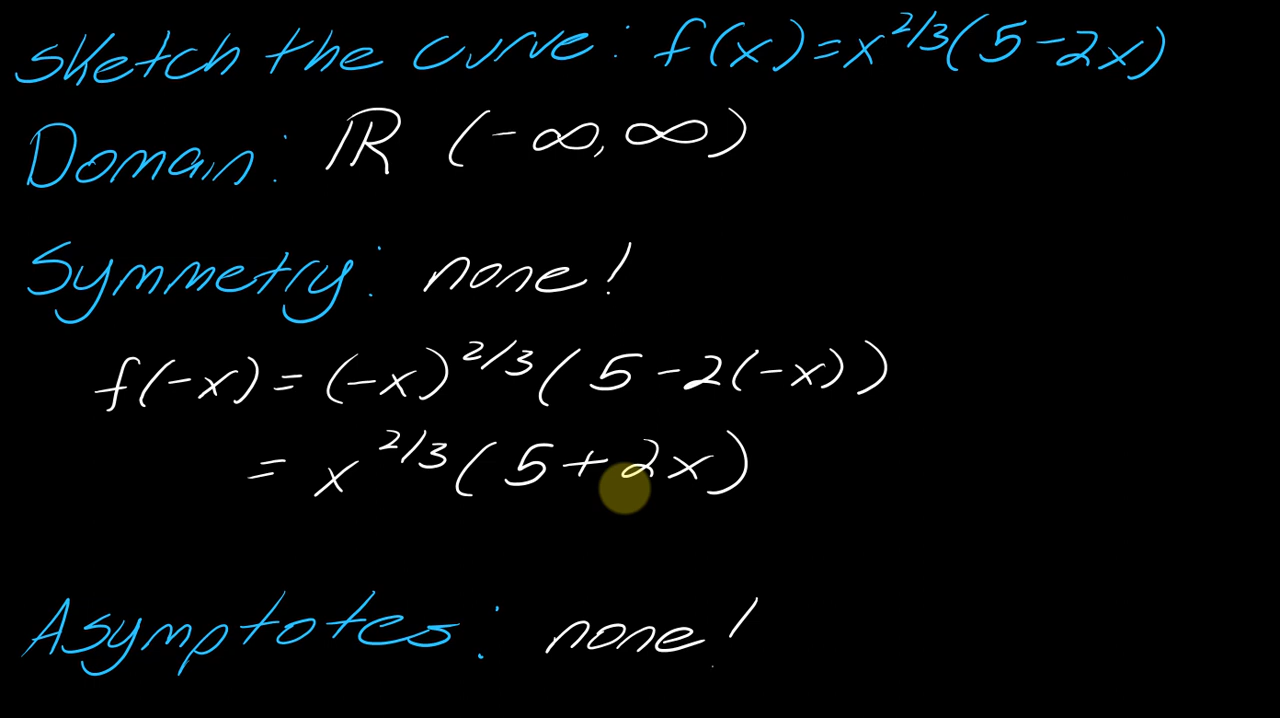 Sketch the curve: f(x)=x^{2/3}(5-2x)
Domain: ℝ (-∞,∞)
Symmetry: none!
f(-x)=(-x)^{2/3}(5-2(-x))
= x^{2/3}(5+2x)
Asymptotes: none!